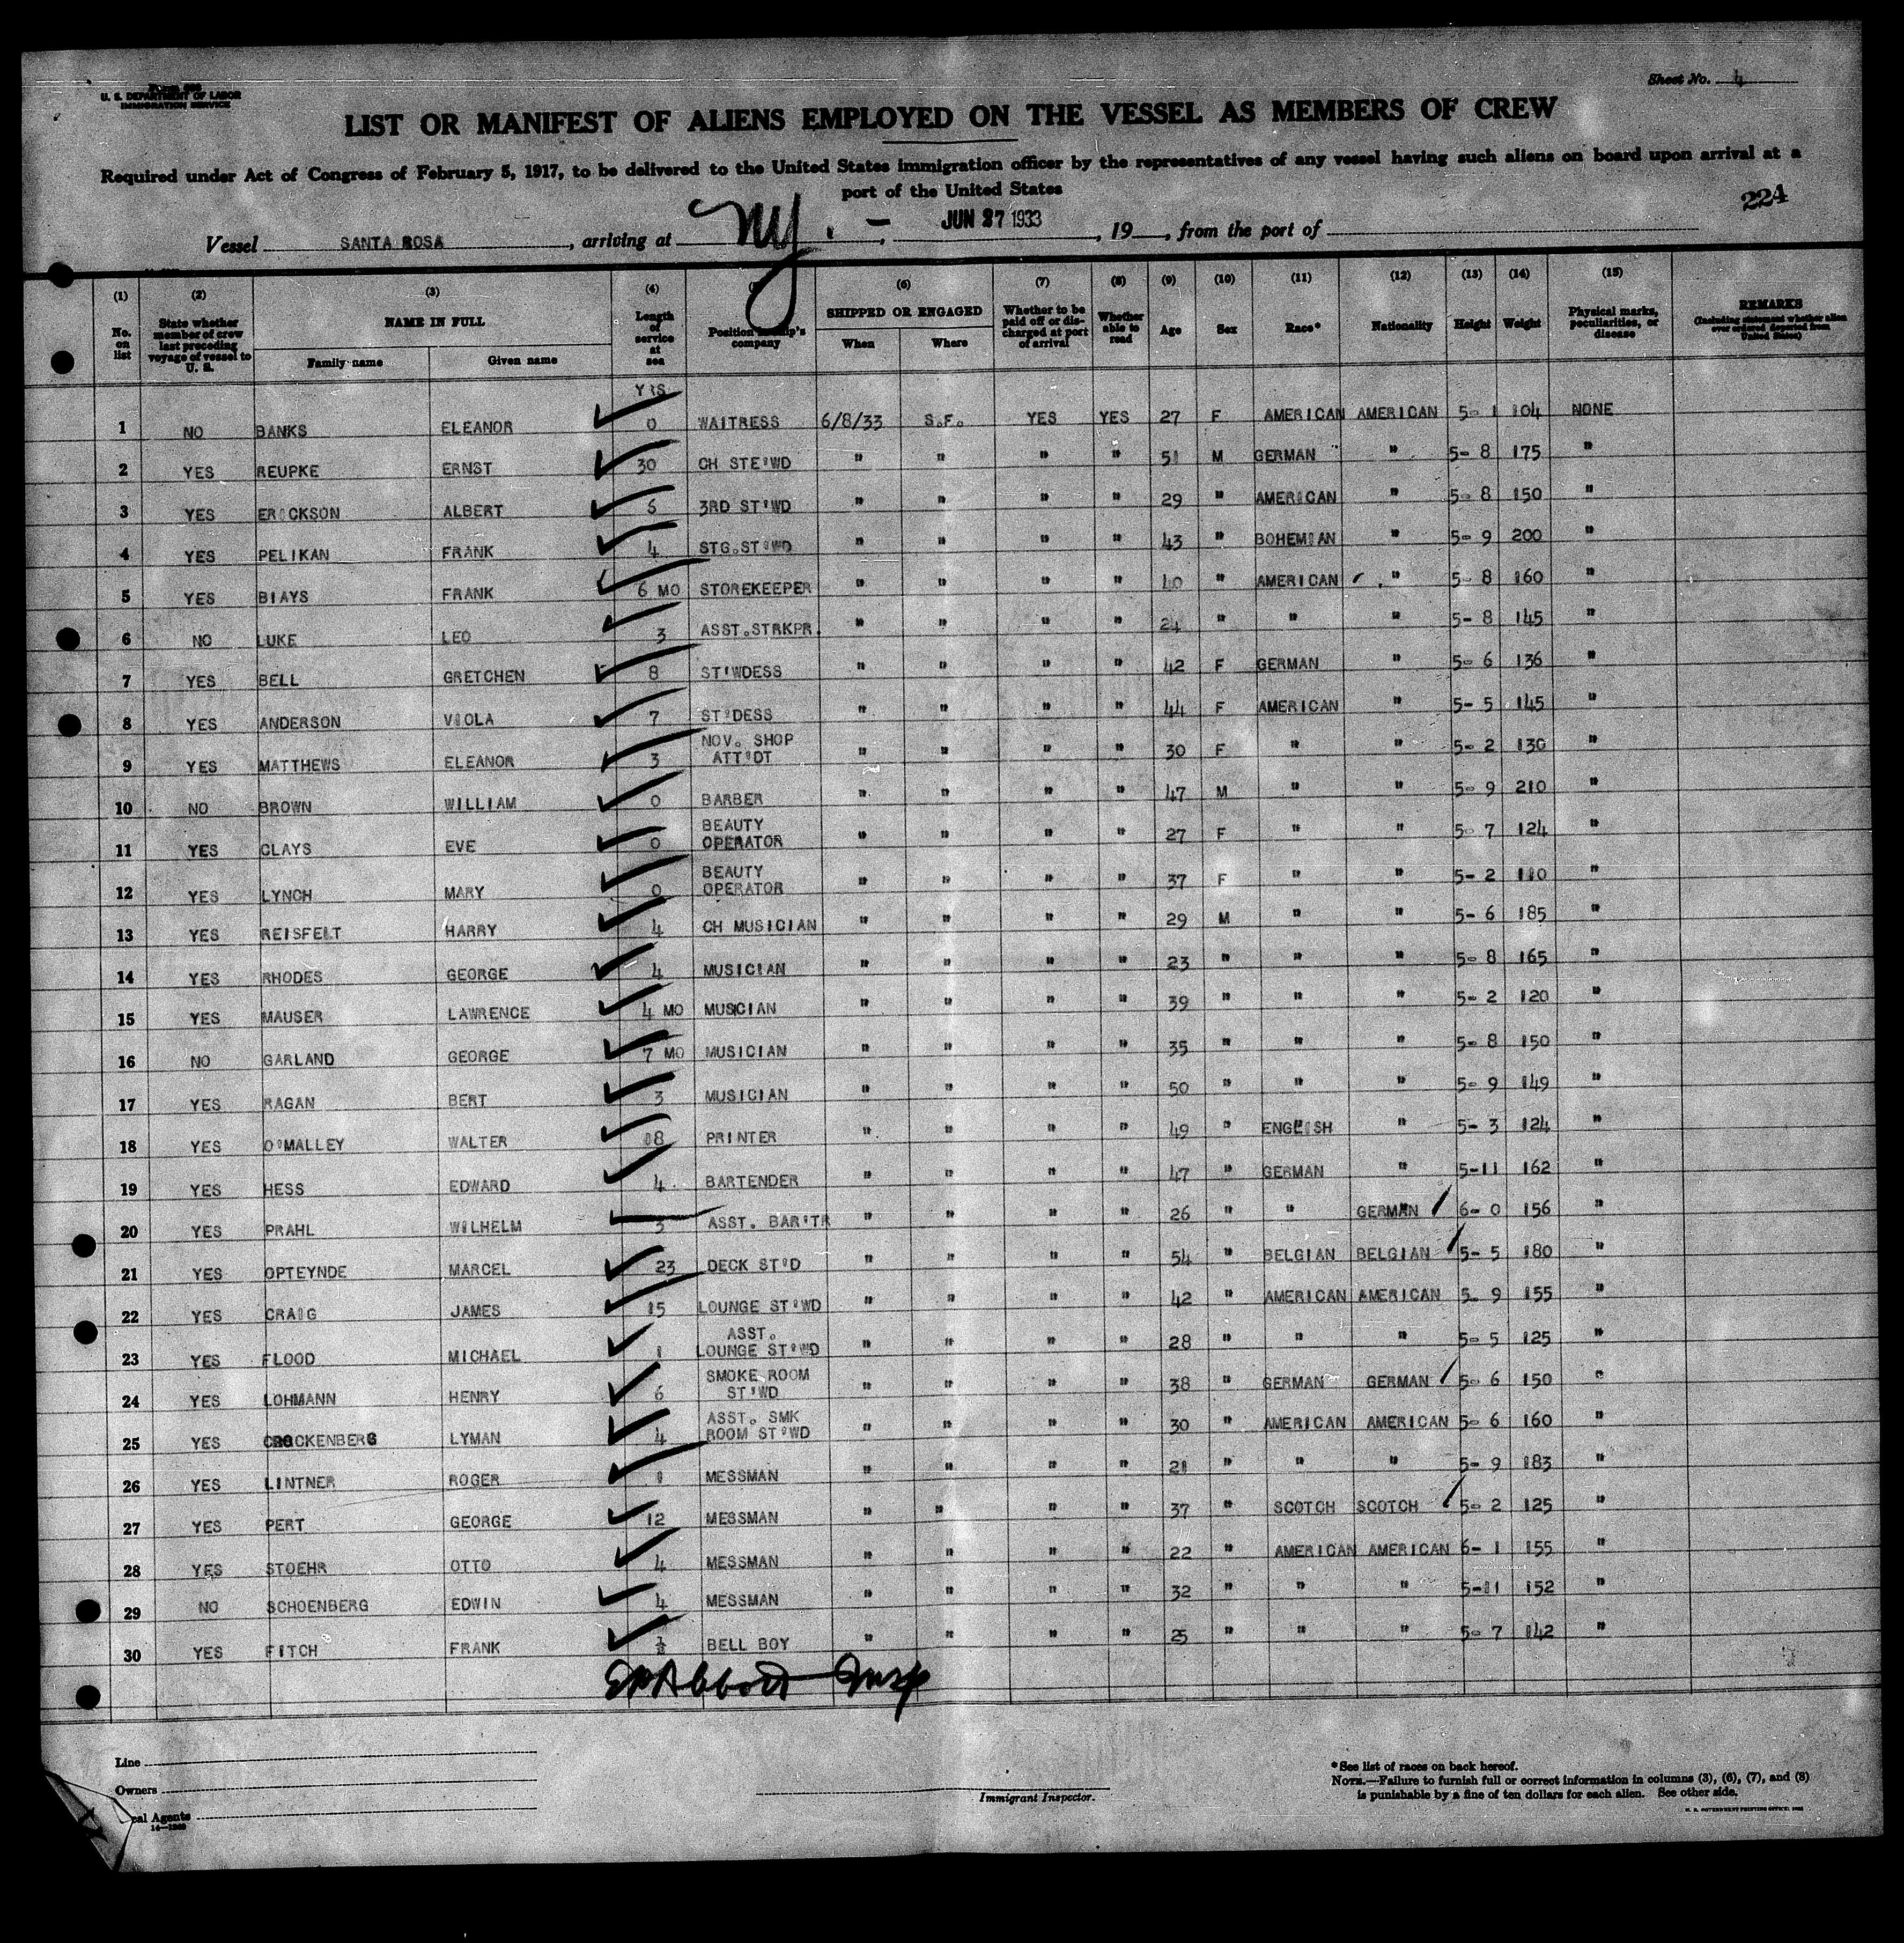 Form 680
U. S. DEPARTMENT OF LABOR
IMMIGRATION SERVICE
Sheet No. 4
LIST OR MANIFEST OF ALIENS EMPLOYED ON THE VESSEL AS MEMBERS OF CREW
Required under Act of Congress of February 5, 1917, to be delivered to the United States immigration officer by the representatives of any vessel having such aliens on board upon arrival at a
port of the United States
224
Vessel SANTA ROSA, arriving at NY. - JUN 27 1933, 19 , from the port of
(1) (2) (3) (4) (6) (7) (8) (9) (10) (11) (12) (13) (14) (15)
No. on list State whether member of crew last preceding voyage of vessel to U. S. NAME IN FULL Family name Given name Length of service at sea Position in ship's company SHIPPED OR ENGAGED When Where Whether to be paid off or discharged at port of arrival Whether able to read Age Sex Race* Nationality Height Weight Physical marks, peculiarities, or disease REMARKS (Including statement whether alien ever ordered deported from United States)
YRS
1 NO BANKS ELEANOR 0 WAITRESS 6/8/33 S.F. YES YES 27 F AMERICAN AMERICAN 5- 1 104 NONE
2 YES REUPKE ERNST 30 CH STE'WD " " " " 51 M GERMAN " 5- 8 175 "
3 YES ERICKSON ALBERT 6 3RD ST'WD " " " " 29 " AMERICAN " 5- 8 150 "
4 YES PELIKAN FRANK 4 STG.ST'WD " " " " 43 " BOHEMIAN " 5- 9 200 "
5 YES BIAYS FRANK 6 MO STOREKEEPER " " " " 40 " AMERICAN " 5- 8 160 "
6 NO LUKE LEO 3 ASST.STRKPR. " " " " 24 " " " 5- 8 145 "
7 YES BELL GRETCHEN 8 ST'WDESS " " " " 42 F GERMAN " 5- 6 136 "
8 YES ANDERSON VIOLA 7 ST'DESS " " " " 44 F AMERICAN " 5- 5 145 "
9 YES MATTHEWS ELEANOR 3 NOV. SHOP ATT'DT " " " " 30 F " " 5- 2 130 "
10 NO BROWN WILLIAM 0 BARBER " " " " 47 M " " 5- 9 210 "
11 YES CLAYS EVE 0 BEAUTY OPERATOR " " " " 27 F " " 5- 7 124 "
12 YES LYNCH MARY 0 BEAUTY OPERATOR " " " " 37 F " " 5- 2 110 "
13 YES REISFELT HARRY 4 CH MUSICIAN " " " " 29 M " " 5- 6 185 "
14 YES RHODES GEORGE 4 MUSICIAN " " " " 23 " " " 5- 8 165 "
15 YES MAUSER LAWRENCE 4 MO MUSICIAN " " " " 39 " " " 5- 2 120 "
16 NO GARLAND GEORGE 7 MO MUSICIAN " " " " 35 " " " 5- 8 150 "
17 YES RAGAN BERT 3 MUSICIAN " " " " 50 " " " 5- 9 149 "
18 YES O'MALLEY WALTER 18 PRINTER " " " " 49 " ENGLISH " 5- 3 124 "
19 YES HESS EDWARD 4 BARTENDER " " " " 47 " GERMAN " 5-11 162 "
20 YES PRAHL WILHELM 3 ASST. BAR'TR " " " " 26 " " GERMAN 6- 0 156 "
21 YES OPTEYNDE MARCEL 23 DECK ST'D " " " " 54 " BELGIAN BELGIAN 5- 5 180 "
22 YES CRAIG JAMES 15 LOUNGE ST'WD " " " " 42 " AMERICAN AMERICAN 5- 9 155 "
23 YES FLOOD MICHAEL 1 ASST. LOUNGE ST'WD " " " " 28 " " " 5- 5 125 "
24 YES LOHMANN HENRY 6 SMOKE ROOM ST'WD " " " " 38 " GERMAN GERMAN 5- 6 150 "
25 YES CROCKENBERG LYMAN 4 ASST. SMK ROOM ST'WD " " " " 30 " AMERICAN AMERICAN 5- 6 160 "
26 YES LINTNER ROGER 1 MESSMAN " " " " 21 " " " 5- 9 183 "
27 YES PERT GEORGE 12 MESSMAN " " " " 37 " SCOTCH SCOTCH 5- 2 125 "
28 YES STOEHR OTTO 4 MESSMAN " " " " 22 " AMERICAN AMERICAN 6- 1 155 "
29 NO SCHOENBERG EDWIN 4 MESSMAN " " " " 32 " " " 5-11 152 "
30 YES FITCH FRANK ½ BELL BOY " " " " 25 " " " 5- 7 142 "
Abbott Insp
Line
Owners
Local Agents
14-1240
Immigrant Inspector.
*See list of races on back hereof.
NOTE.—Failure to furnish full or correct information in columns (3), (6), (7), and (8)
is punishable by a fine of ten dollars for each alien. See other side.
U. S. GOVERNMENT PRINTING OFFICE: